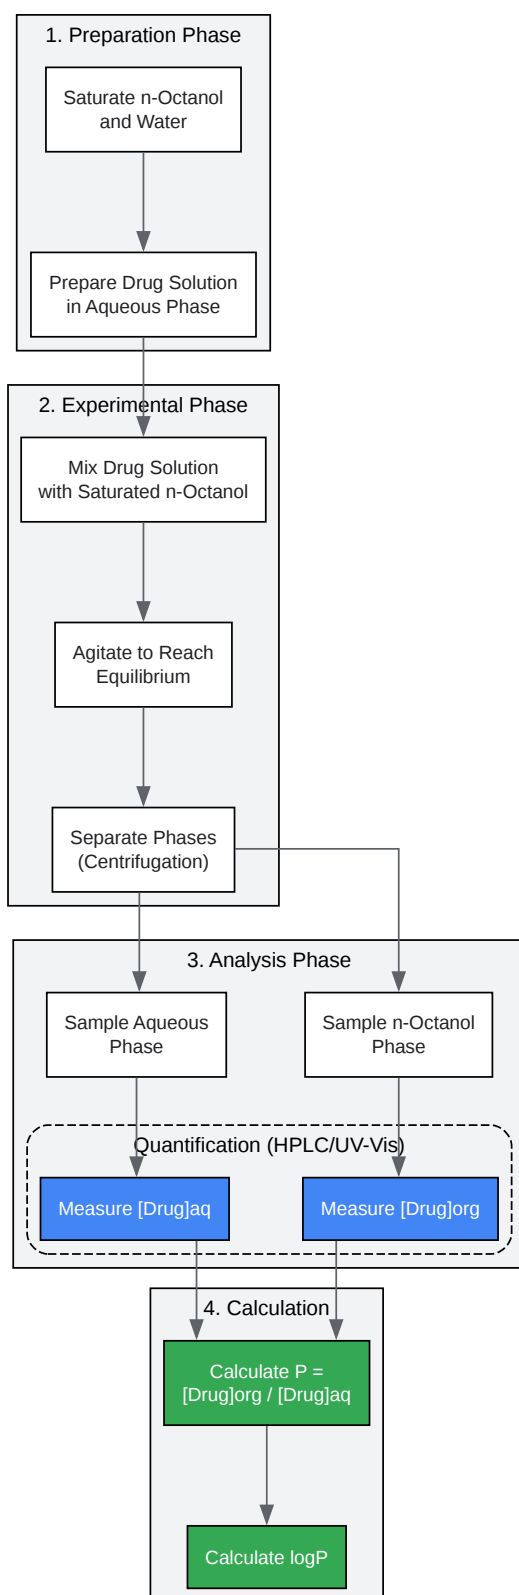 1. Preparation Phase
Saturate n-Octanol
and Water
Prepare Drug Solution
in Aqueous Phase
2. Experimental Phase
Mix Drug Solution
with Saturated n-Octanol
Agitate to Reach
Equilibrium
Separate Phases
(Centrifugation)
3. Analysis Phase
Sample Aqueous
Phase
Sample n-Octanol
Phase
Quantification (HPLC/UV-Vis)
Measure [Drug]aq
Measure [Drug]org
4. Calculation
Calculate P =
[Drug]org / [Drug]aq
Calculate logP